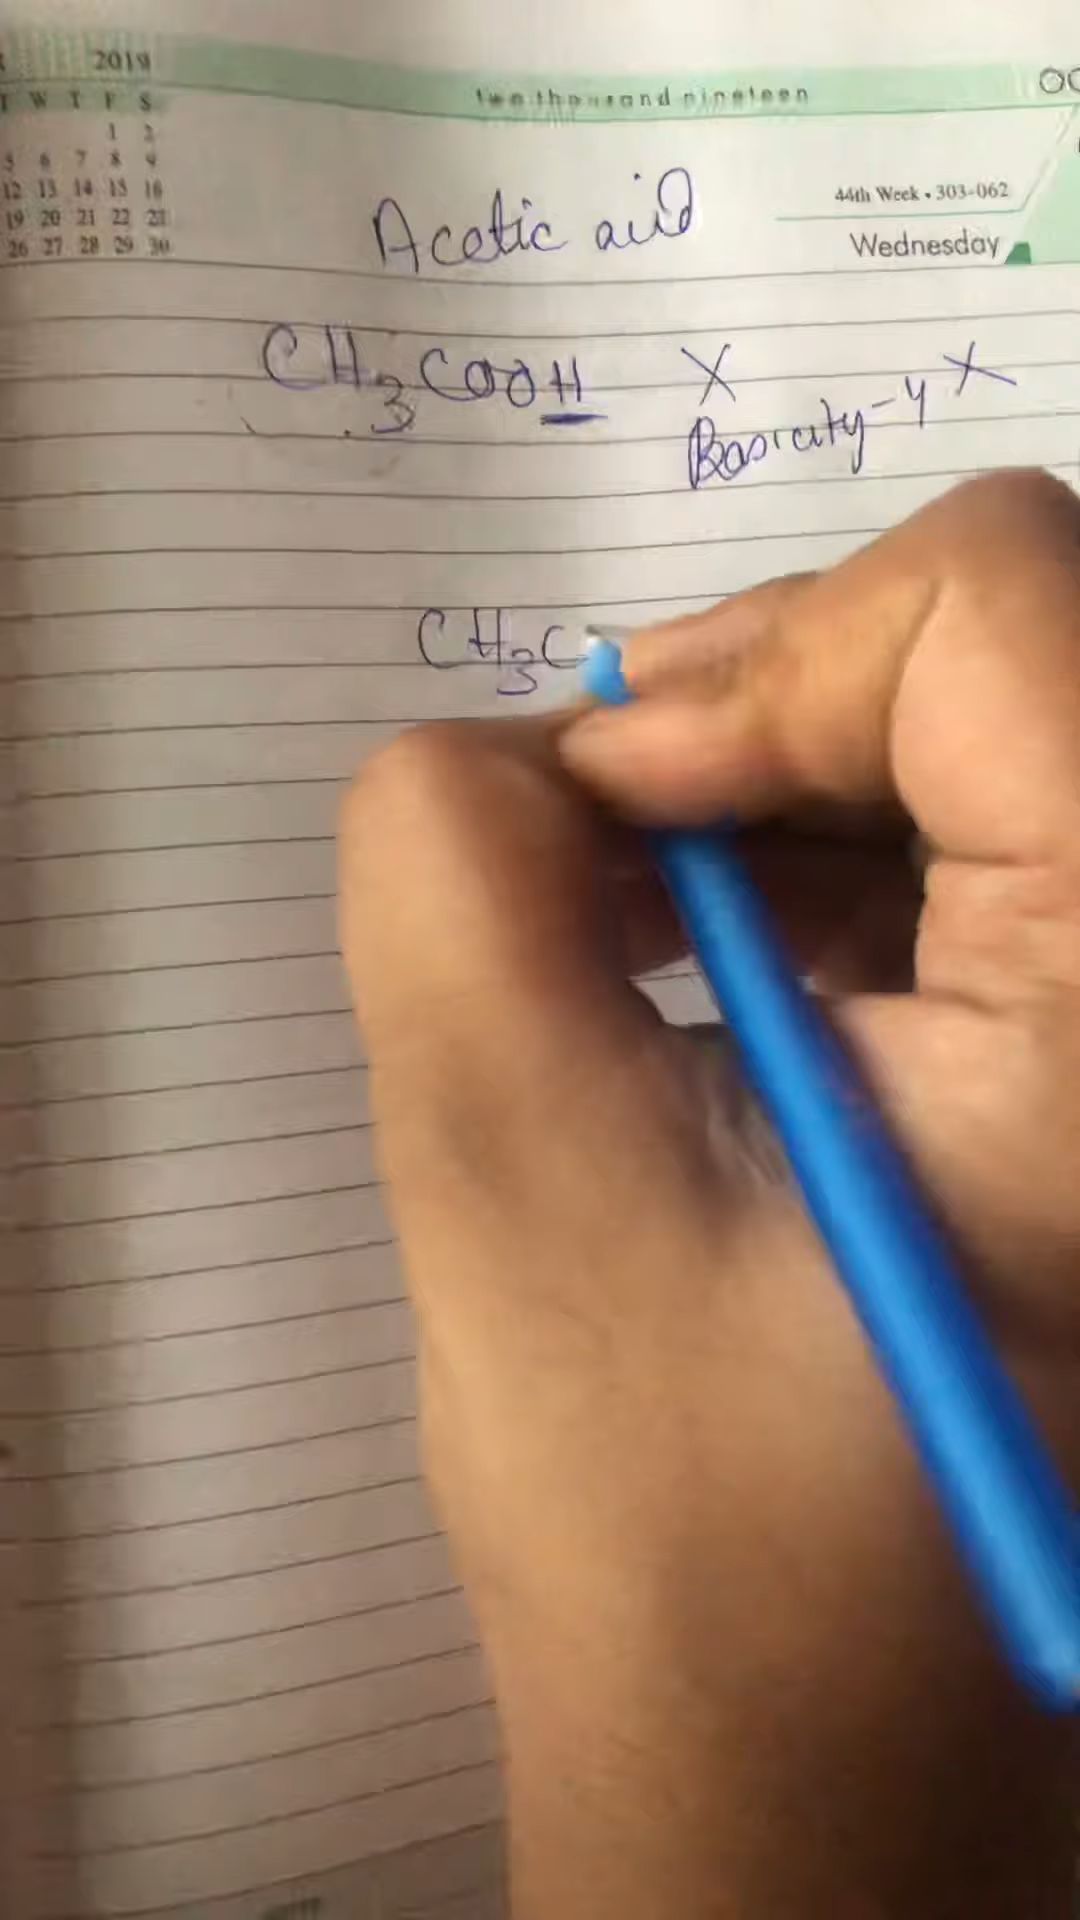 2019
two thousand nineteen
T W T F S
1 2
5 6 7 8 9
12 13 14 15 16
19 20 21 22 23
26 27 28 29 30
44th Week • 303-062
Wednesday
Acetic acid
CH3COOH X
Basicity-4 X
CH3C